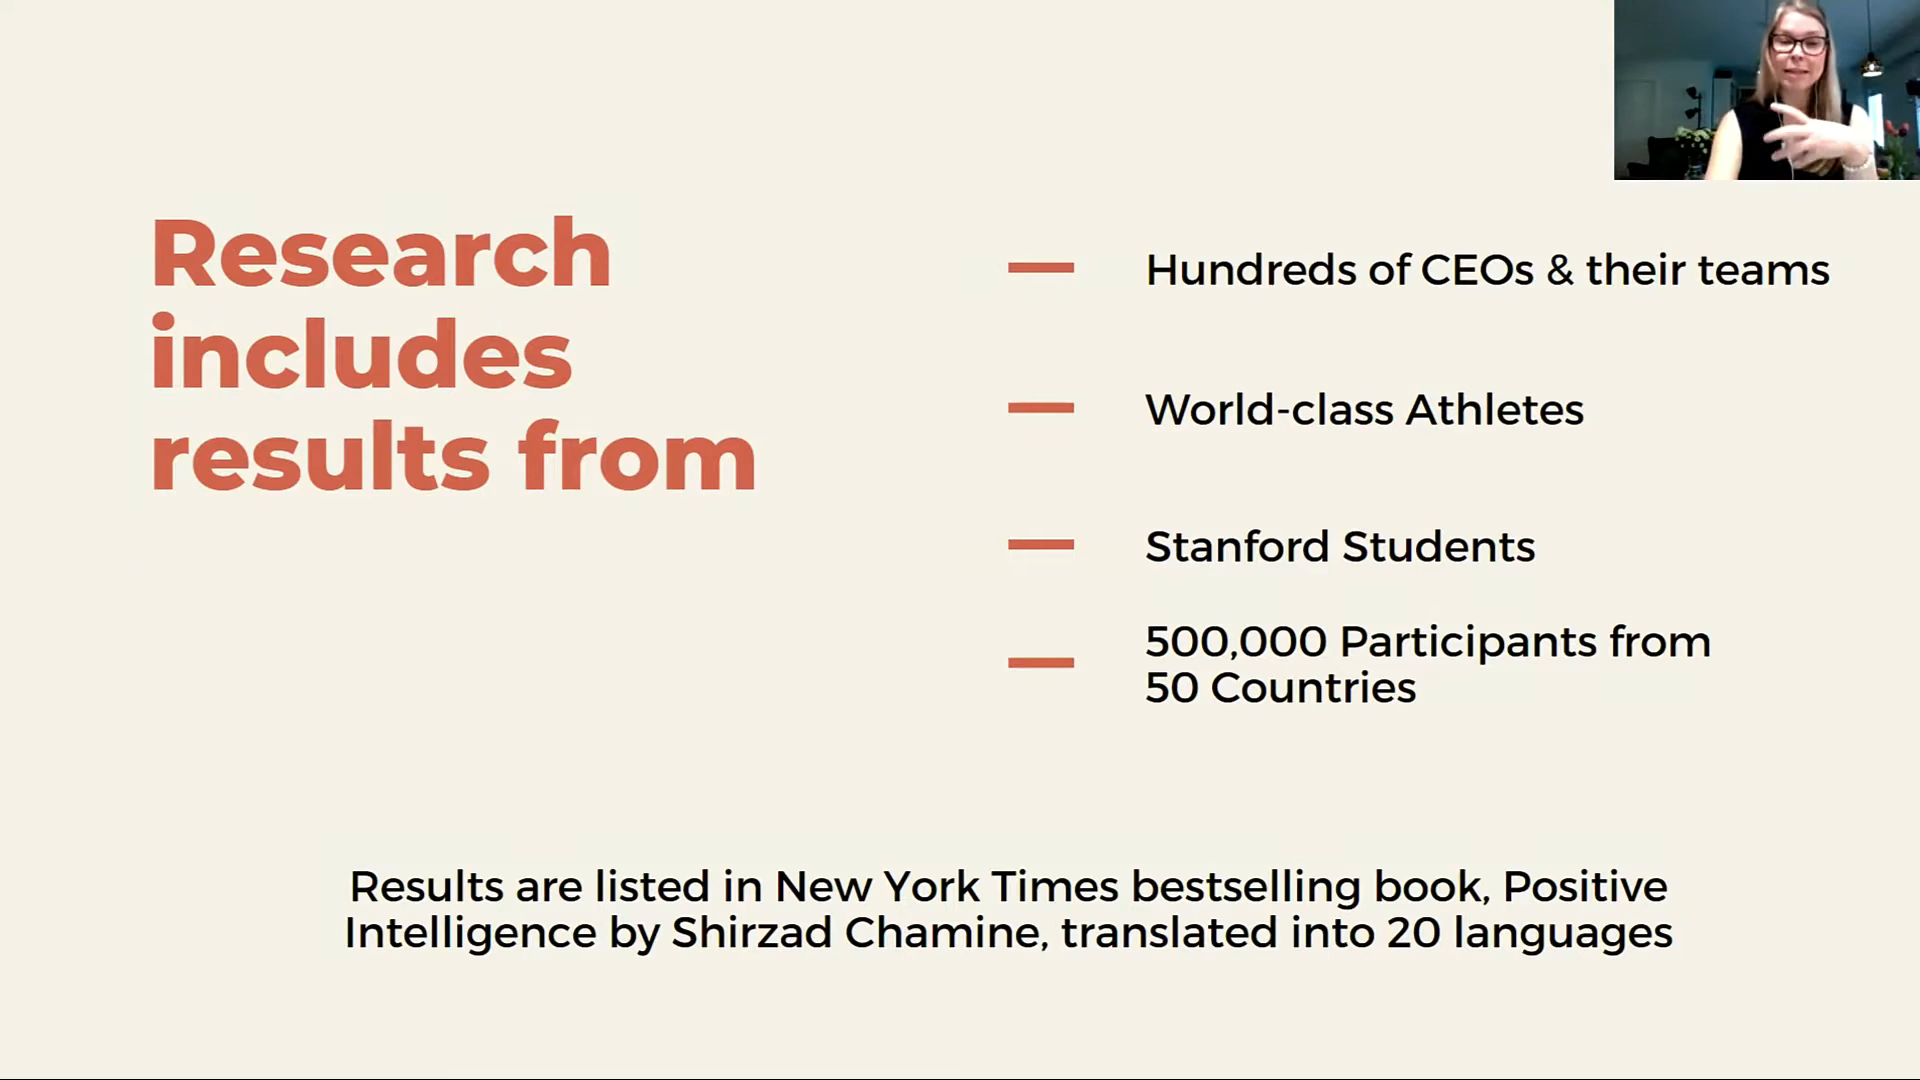 Research
includes
results from
Hundreds of CEOs & their teams
World-class Athletes
Stanford Students
500,000 Participants from
50 Countries
Results are listed in New York Times bestselling book, Positive
Intelligence by Shirzad Chamine, translated into 20 languages